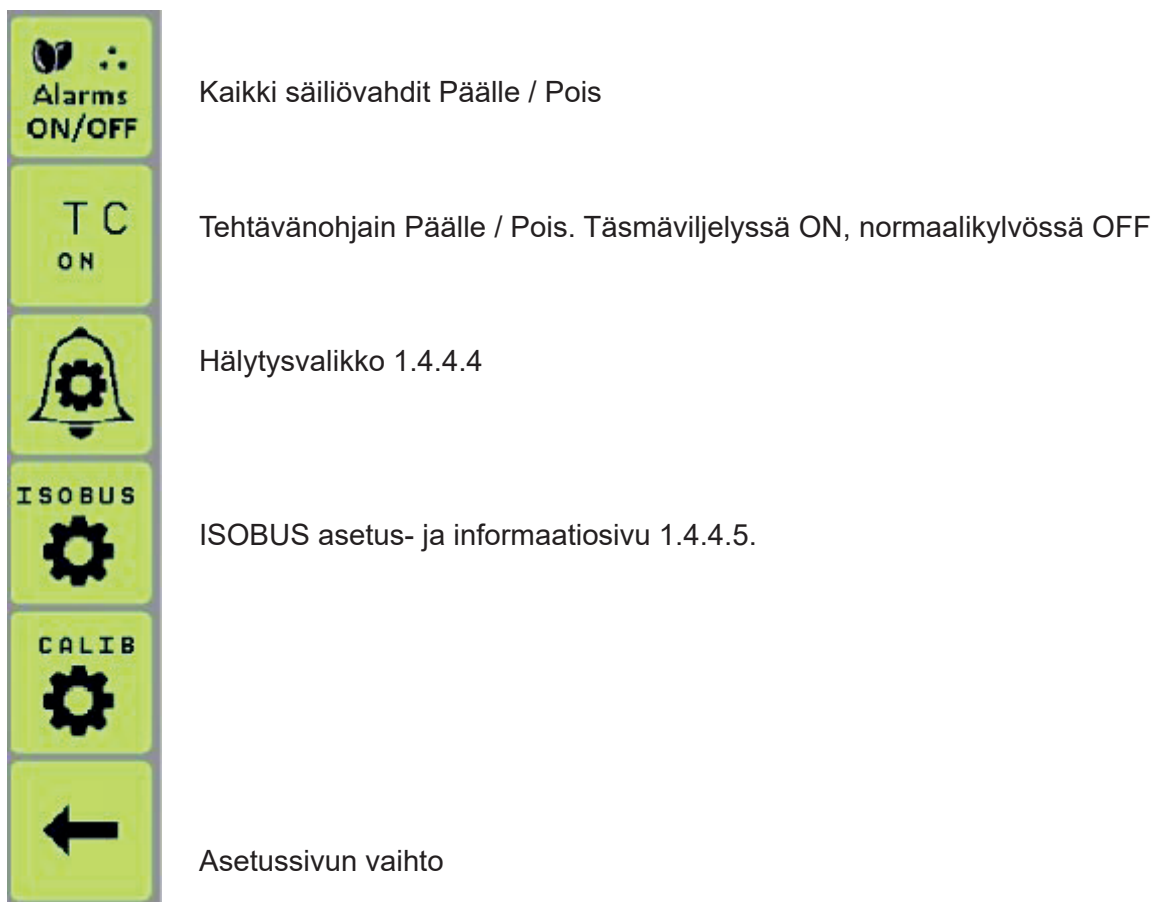 Alarms
ON/OFF
Kaikki säiliövahdit Päälle / Pois
TC
ON
Tehtävänohjain Päälle / Pois. Täsmäviljelyssä ON, normaalikylvössä OFF
Hälytysvalikko 1.4.4.4
ISOBUS
ISOBUS asetus- ja informaatiosivu 1.4.4.5.
CALIB
Asetussivun vaihto